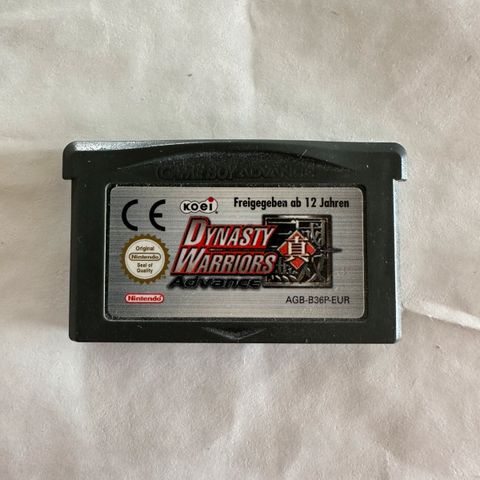 GAME BOY ADVANCE
CE
KOEI
Freigegeben ab 12 Jahren
Original
Nintendo
Seal of
Quality
DYNASTY
WARRIORS
Advance
真
Nintendo
AGB-B36P-EUR